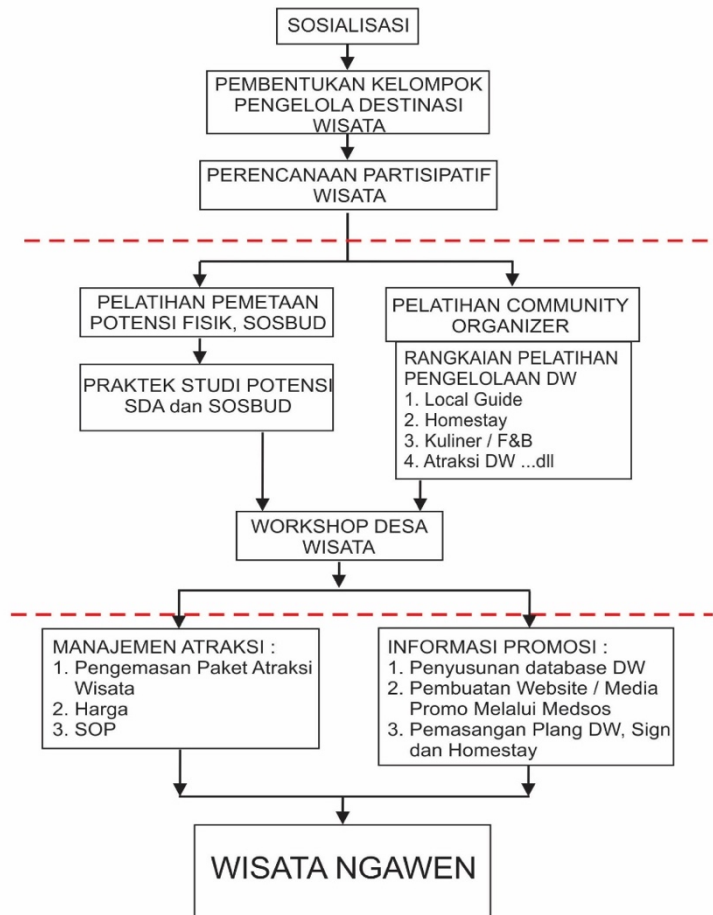 SOSIALISASI
PEMBENTUKAN KELOMPOK
PENGELOLA DESTINASI
WISATA
PERENCANAAN PARTISIPATIF
WISATA
PELATIHAN PEMETAAN
POTENSI FISIK, SOSBUD
PRAKTEK STUDI POTENSI
SDA dan SOSBUD
PELATIHAN COMMUNITY
ORGANIZER
RANGKAIAN PELATIHAN
PENGELOLAAN DW
1. Local Guide
2. Homestay
3. Kuliner / F&B
4. Atraksi DW ...dll
WORKSHOP DESA
WISATA
MANAJEMEN ATRAKSI :
1. Pengemasan Paket Atraksi
Wisata
2. Harga
3. SOP
INFORMASI PROMOSI :
1. Penyusunan database DW
2. Pembuatan Website / Media
Promo Melalui Medsos
3. Pemasangan Plang DW, Sign
dan Homestay
WISATA NGAWEN